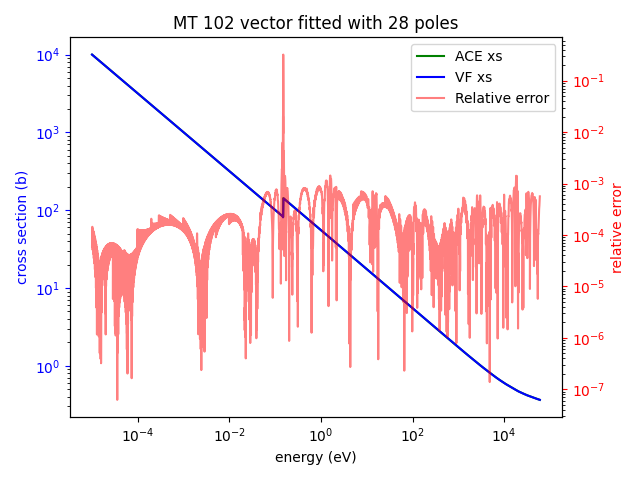 MT 102 vector fitted with 28 poles
ACE xs
VF xs
Relative error
cross section (b)
10^4
10^3
10^2
10^1
10^0
relative error
10^-1
10^-2
10^-3
10^-4
10^-5
10^-6
10^-7
10^-4 10^-2 10^0 10^2 10^4
energy (eV)